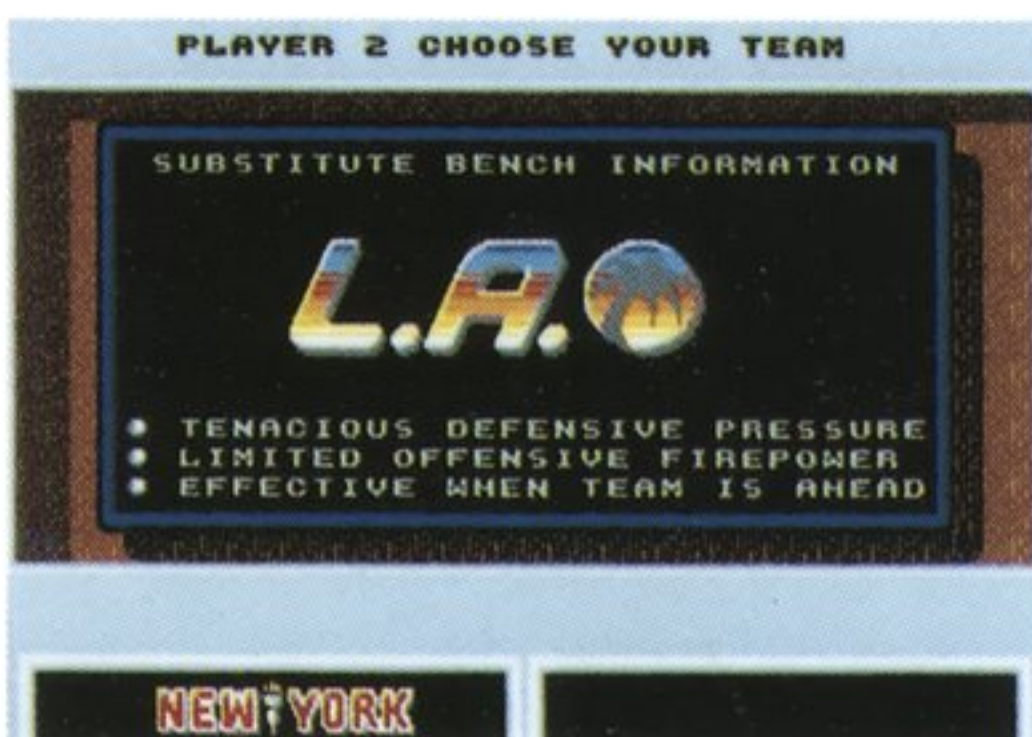 PLAYER 2 CHOOSE YOUR TEAM
SUBSTITUTE BENCH INFORMATION
L.A.
• TENACIOUS DEFENSIVE PRESSURE
• LIMITED OFFENSIVE FIREPOWER
• EFFECTIVE WHEN TEAM IS AHEAD
NEW YORK